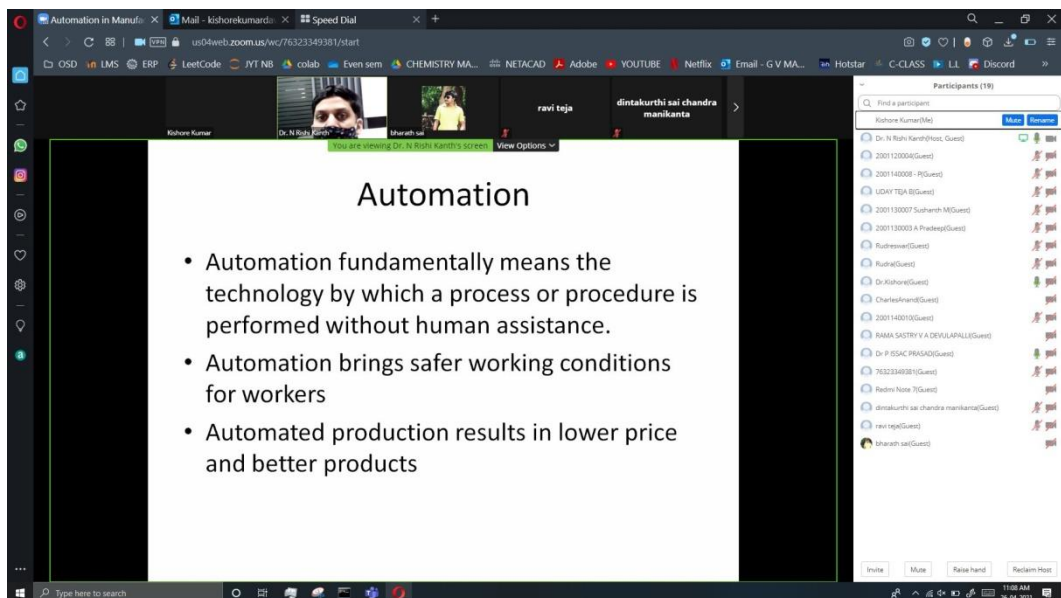 Automation in Manufac
Mail - kishorekumarda
Speed Dial
VPN
us04web.zoom.us/wc/76323349381/start
OSD
LMS
ERP
LeetCode
JYT NB
colab
Even sem
CHEMISTRY MA...
NETACAD
Adobe
YOUTUBE
Netflix
Email - G V MA...
Hotstar
C-CLASS
Discord
Kishore Kumar
Dr. N Rishi Kanth
bharath sai
ravi teja
dintakurthi sai chandra
manikanta
You are viewing Dr. N Rishi Kanth's screen
View Options
Automation
• Automation fundamentally means the
technology by which a process or procedure is
performed without human assistance.
• Automation brings safer working conditions
for workers
• Automated production results in lower price
and better products
Participants (19)
Find a participant
Kishore Kumar(Me)
Mute
Rename
Dr. N Rishi Kanth(Host, Guest)
2001120004(Guest)
2001140008 - P(Guest)
UDAY TEJA B(Guest)
2001130007 Sushanth M(Guest)
2001130003 A Pradeep(Guest)
Rudreswar(Guest)
Rudra(Guest)
Dr.Kishore(Guest)
CharlesAnand(Guest)
2001140010(Guest)
RAMA SASTRY V A DEVULAPALLI(Guest)
Dr P ISSAC PRASAD(Guest)
76323349381(Guest)
Redmi Note 7(Guest)
dintakurthi sai chandra manikanta(Guest)
ravi teja(Guest)
bharath sai(Guest)
Invite
Mute
Raise hand
Reclaim Host
Type here to search
11:08 AM
26-04-2021